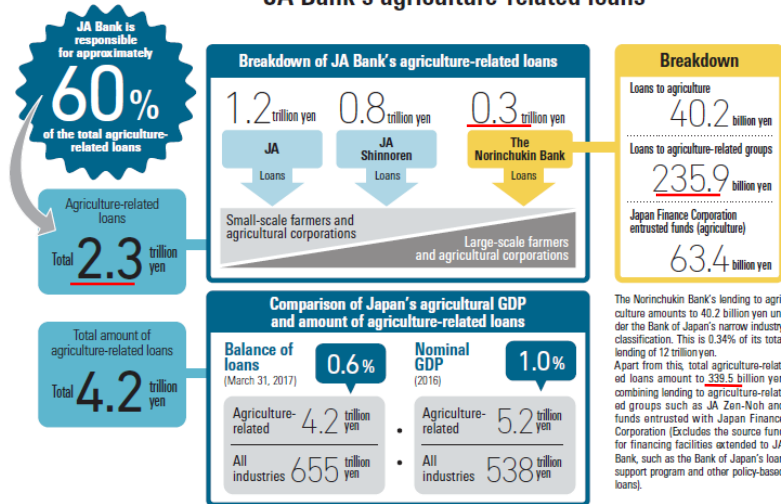 JA Bank's agriculture-related loans
JA Bank is
responsible
for approximately
60%
of the total agriculture-
related loans
Agriculture-related
loans
Total 2.3 trillion
yen
Total amount of
agriculture-related loans
Total 4.2 trillion
yen
Breakdown of JA Bank's agriculture-related loans
1.2 trillion yen 0.8 trillion yen 0.3 trillion yen
JA
Loans
JA
Shinnoren
Loans
The
Norinchukin Bank
Loans
Small-scale farmers and
agricultural corporations
Large-scale farmers
and agricultural corporations
Comparison of Japan's agricultural GDP
and amount of agriculture-related loans
Balance of
loans
(March 31, 2017)
0.6%
Agriculture-
related 4.2 trillion
yen
All
industries 655 trillion
yen
Nominal
GDP
(2016)
1.0%
Agriculture-
related 5.2 trillion
yen
All
industries 538 trillion
yen
Breakdown
Loans to agriculture
40.2 billion yen
Loans to agriculture-related groups
235.9 billion yen
Japan Finance Corporation
entrusted funds (agriculture)
63.4 billion yen
The Norinchukin Bank's lending to agri-
culture amounts to 40.2 billion yen un-
der the Bank of Japan's narrow industry
classification. This is 0.34% of its total
lending of 12 trillion yen.
Apart from this, total agriculture-relat-
ed loans amount to 339.5 billion yen
combining lending to agriculture-relat-
ed groups such as JA Zen-Noh and
funds entrusted with Japan Finance
Corporation (Excludes the source fund
for financing facilities extended to JA
Bank, such as the Bank of Japan's loan
support program and other policy-based
loans).